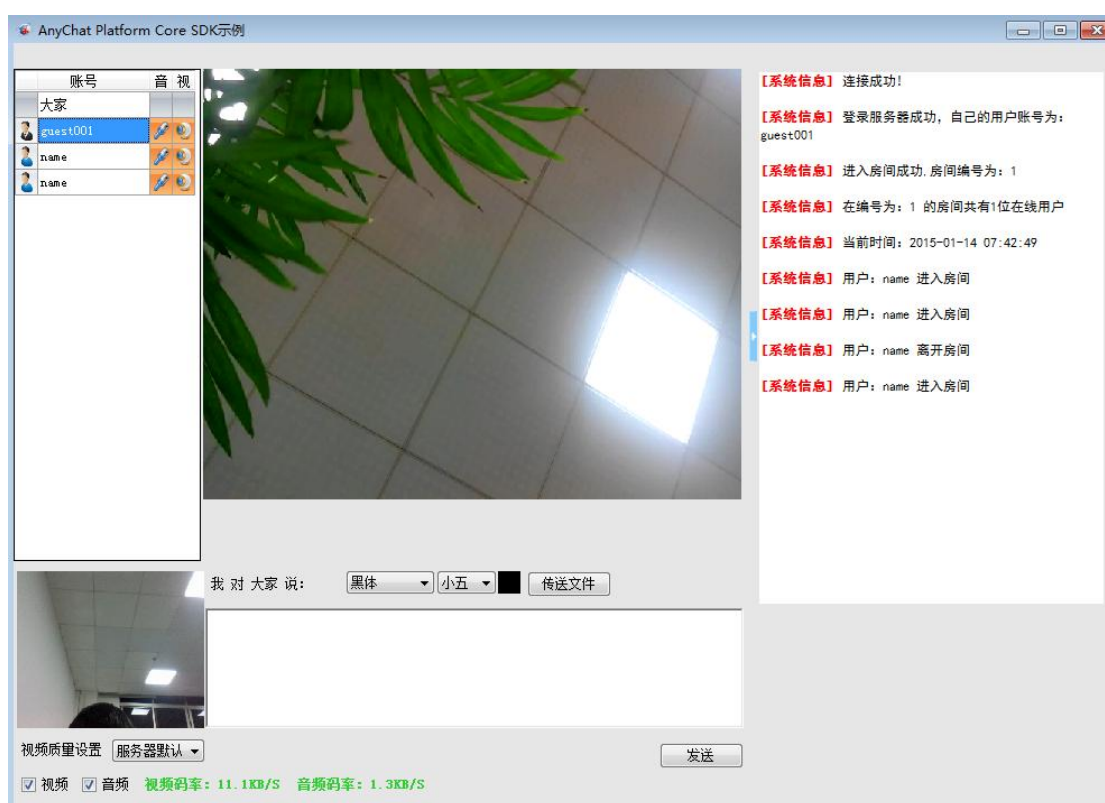 AnyChat Platform Core SDK示例
账号 音 视
大家
guest001
name
name
[系统信息] 连接成功!
[系统信息] 登录服务器成功, 自己的用户账号为:
guest001
[系统信息] 进入房间成功.房间编号为: 1
[系统信息] 在编号为: 1 的房间共有1位在线用户
[系统信息] 当前时间: 2015-01-14 07:42:49
[系统信息] 用户: name 进入房间
[系统信息] 用户: name 进入房间
[系统信息] 用户: name 离开房间
[系统信息] 用户: name 进入房间
我 对 大家 说: 黑体 小五 传送文件
视频质量设置 服务器默认 发送
视频 音频 视频码率: 11.1KB/S 音频码率: 1.3KB/S